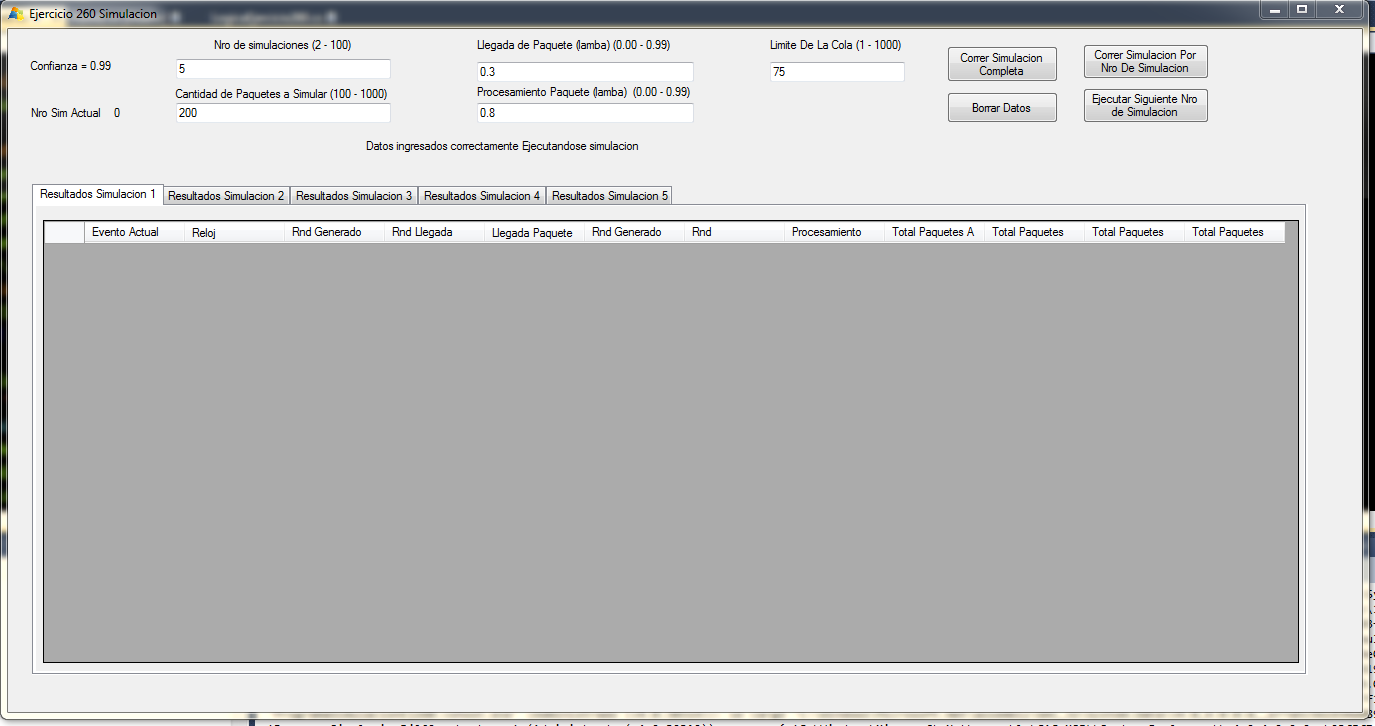 Ejercicio 260 Simulacion
Nro de simulaciones (2 - 100)
Llegada de Paquete (lamba) (0.00 - 0.99)
Limite De La Cola (1 - 1000)
Confianza = 0.99
5
0.3
75
Correr Simulacion Completa
Correr Simulacion Por Nro De Simulacion
Cantidad de Paquetes a Simular (100 - 1000)
Procesamiento Paquete (lamba) (0.00 - 0.99)
Nro Sim Actual 0
200
0.8
Borrar Datos
Ejecutar Siguiente Nro de Simulacion
Datos ingresados correctamente Ejecutandose simulacion
Resultados Simulacion 1 Resultados Simulacion 2 Resultados Simulacion 3 Resultados Simulacion 4 Resultados Simulacion 5
Evento Actual Reloj Rnd Generado Rnd Llegada Llegada Paquete Rnd Generado Rnd Procesamiento Total Paquetes A Total Paquetes Total Paquetes Total Paquetes